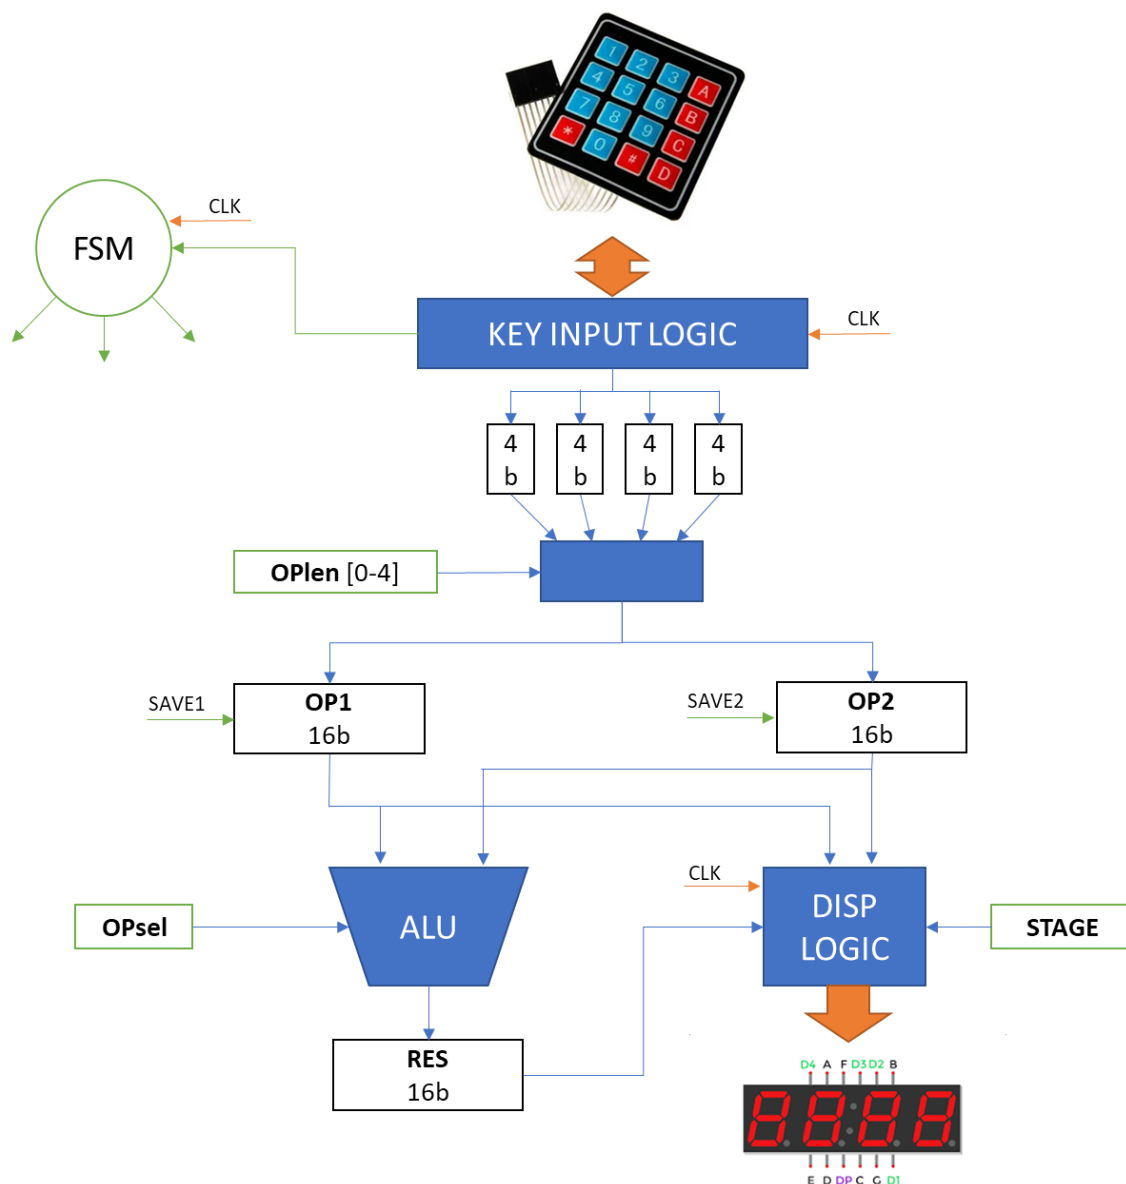 1 2 3 A
4 5 6 B
7 8 9 C
* 0 # D
CLK
FSM
KEY INPUT LOGIC
CLK
4 b
4 b
4 b
4 b
OPlen [0-4]
SAVE1
OP1
16b
SAVE2
OP2
16b
OPsel
ALU
CLK
DISP
LOGIC
STAGE
RES
16b
D4 A F D3 D2 B
8888
E D DP C G D1